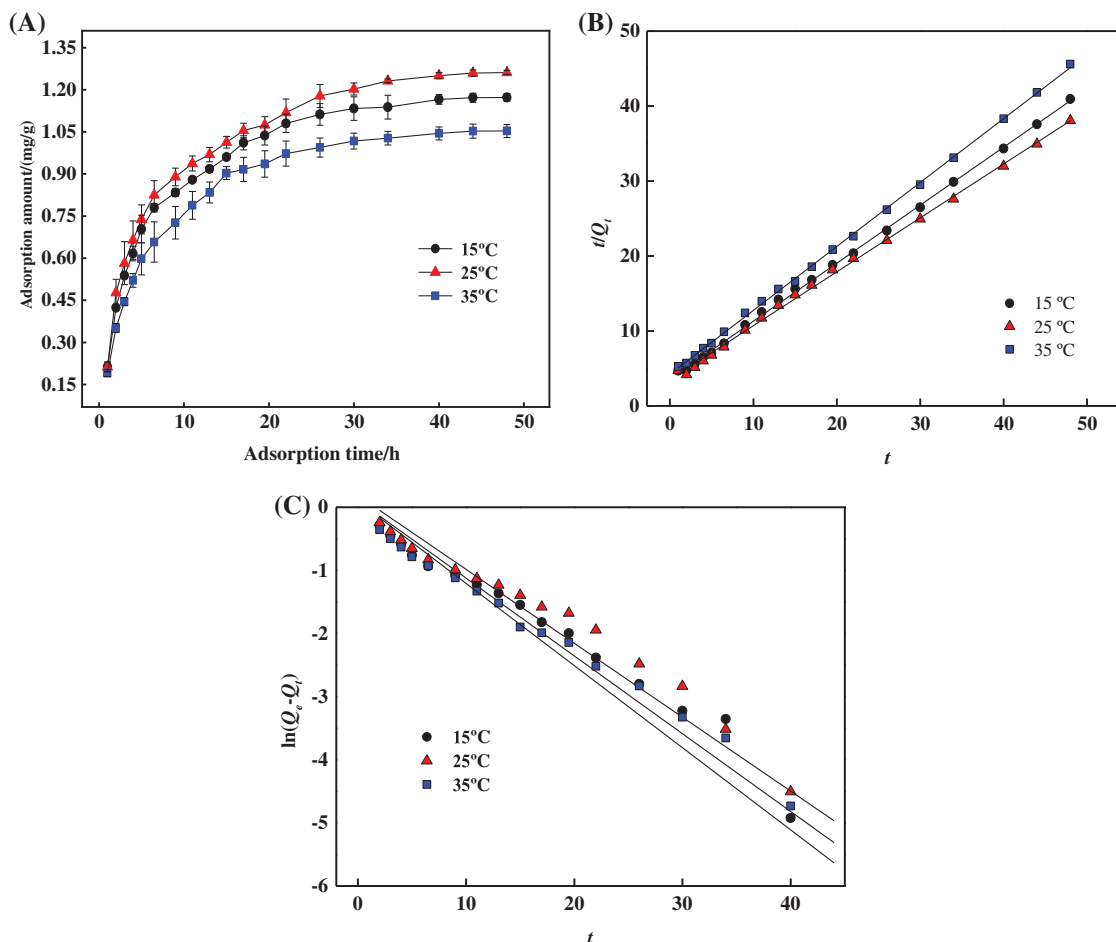 (A)
1.35
1.20
1.05
0.90
0.75
0.60
0.45
0.30
0.15
Adsorption amount/(mg/g)
15ºC
25ºC
35ºC
0 10 20 30 40 50
Adsorption time/h
(B)
50
40
30
20
10
0
t/Qt
15 ºC
25 ºC
35 ºC
0 10 20 30 40 50
t
(C)
0
-1
-2
-3
-4
-5
-6
ln(Qe-Qt)
15ºC
25ºC
35ºC
0 10 20 30 40
t